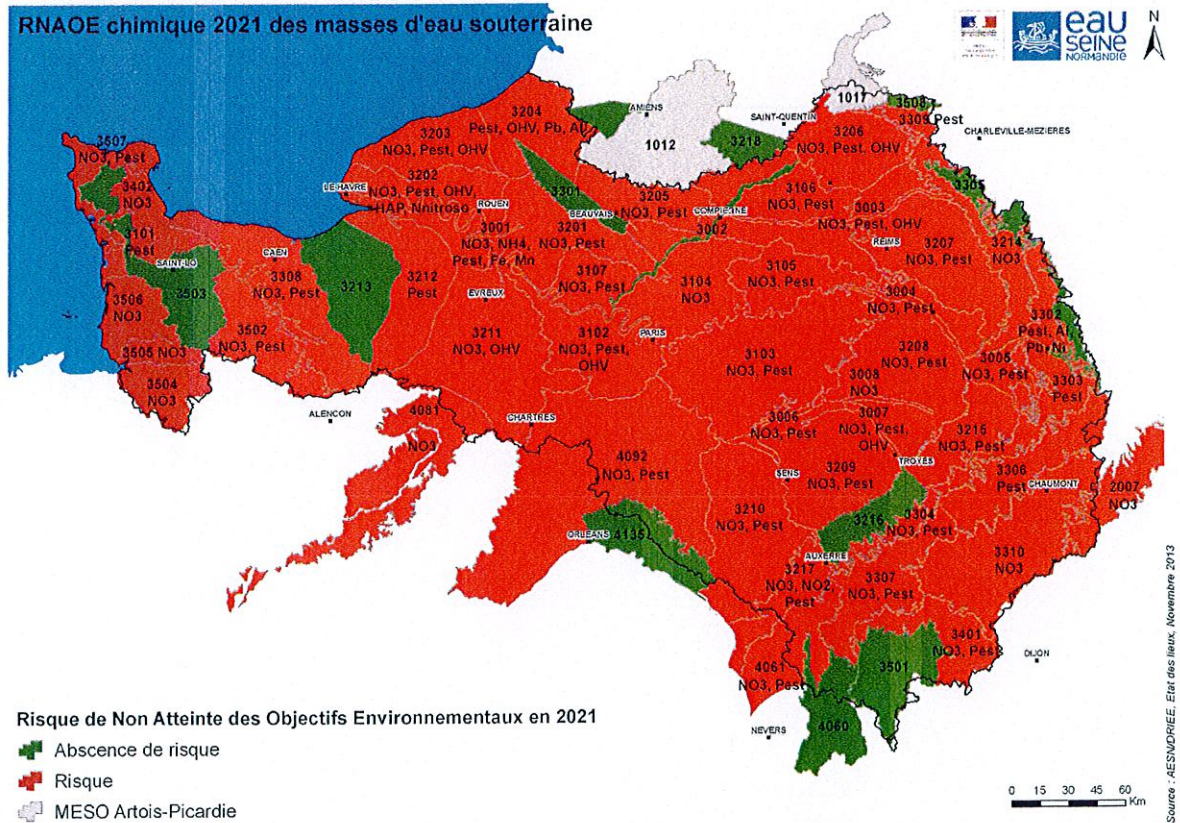 RNAOE chimique 2021 des masses d'eau souterraine
eau
SEINE
NORMANDIE
N
3507
NO3, Pest
3402
NO3
3101
Pest
SAINT-LO
3503
3506
NO3
3505 NO3
3504
NO3
CAEN
3308
NO3, Pest
3502
NO3, Pest
3213
ALENCON
LE HAVRE
3203
NO3, Pest, OHV
3204
Pest, OHV, Pb, All
3202
NO3, Pest, OHV,
HAP, Nnitroso
ROUEN
3001
NO3, NH4,
Pest, Fe, Mn
3212
Pest
EVREUX
3211
NO3, OHV
AMIENS
1012
3301
BEAUVAIS
3205
NO3, Pest
3201
NO3, Pest
3107
NO3, Pest
3102
NO3, Pest,
OHV
PARIS
SAINT-QUENTIN
3218
1017
3508
3309 Pest
CHARLEVILLE-MEZIERES
3206
NO3, Pest, OHV
COMPIEGNE
3002
3106
NO3, Pest
3003
NO3, Pest, OHV
REIMS
3305
3207
NO3, Pest
3214
NO3
3104
NO3
3105
NO3, Pest
3004
NO3, Pest
3302
Pest, Al,
Pb, Ni
3103
NO3, Pest
3208
NO3, Pest
3008
NO3
3005
NO3, Pest
3303
Pest
3006
NO3, Pest
3007
NO3, Pest,
OHV
TROYES
3215
NO3, Pest
3306
Pest
CHAUMONT
2007
NO3
4081
NO3
CHARTRES
4092
NO3, Pest
ORLEANS
4135
SENS
3209
NO3, Pest
3210
NO3, Pest
3216
3304
NO3, Pest
AUXERRE
3217
NO3, NO2,
Pest
3307
NO3, Pest
3310
NO3
3401
NO3, Pest
3501
DIJON
4061
NO3, Pest
NEVERS
4060
Risque de Non Atteinte des Objectifs Environnementaux en 2021
Abscence de risque
Risque
MESO Artois-Picardie
0 15 30 45 60
Km
Source : AESN/DRIEE, Etat des lieux, Novembre 2013